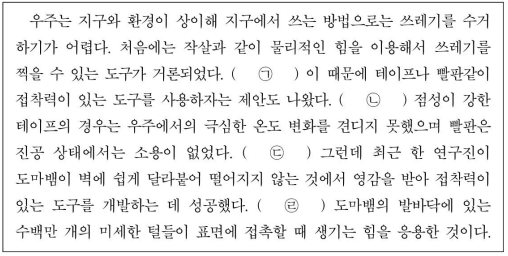 우주는 지구와 환경이 상이해 지구에서 쓰는 방법으로는 쓰레기를 수거
하기가 어렵다. 처음에는 작살과 같이 물리적인 힘을 이용해서 쓰레기를
찍을 수 있는 도구가 거론되었다. ( ㉠ ) 이 때문에 테이프나 빨판같이
접착력이 있는 도구를 사용하자는 제안도 나왔다. ( ㉡ ) 점성이 강한
테이프의 경우는 우주에서의 극심한 온도 변화를 견디지 못했으며 빨판은
진공 상태에서는 소용이 없었다. ( ㉢ ) 그런데 최근 한 연구진이
도마뱀이 벽에 쉽게 달라붙어 떨어지지 않는 것에서 영감을 받아 접착력이
있는 도구를 개발하는 데 성공했다. ( ㉣ ) 도마뱀의 발바닥에 있는
수백만 개의 미세한 털들이 표면에 접촉할 때 생기는 힘을 응용한 것이다.